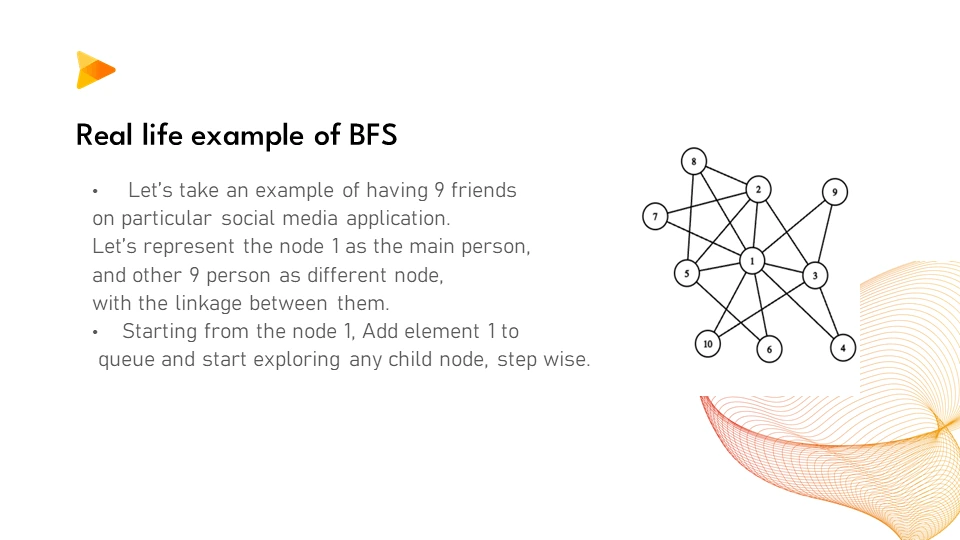 Real life example of BFS
• Let's take an example of having 9 friends
on particular social media application.
Let's represent the node 1 as the main person,
and other 9 person as different node,
with the linkage between them.
• Starting from the node 1, Add element 1 to
queue and start exploring any child node, step wise.
8
2
9
7
1
5
3
10
6
4